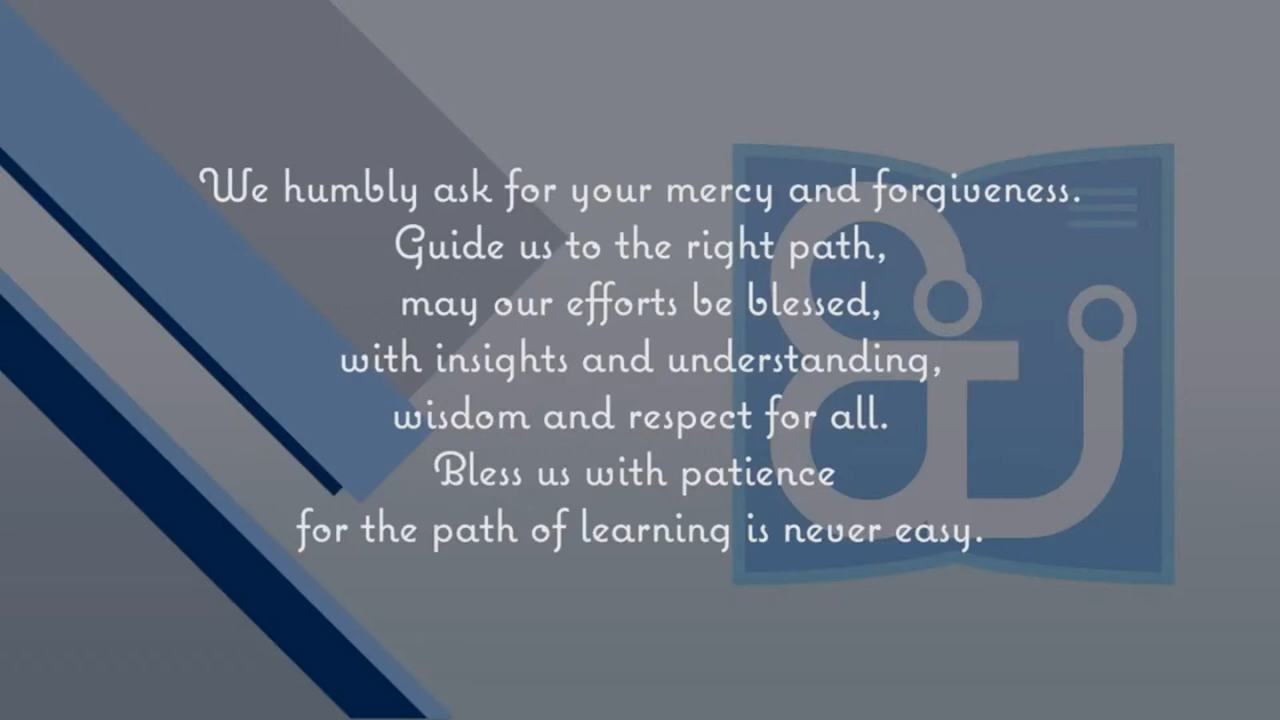 We humbly ask for your mercy and forgiveness.
Guide us to the right path,
may our efforts be blessed,
with insights and understanding,
wisdom and respect for all.
Bless us with patience
for the path of learning is never easy.